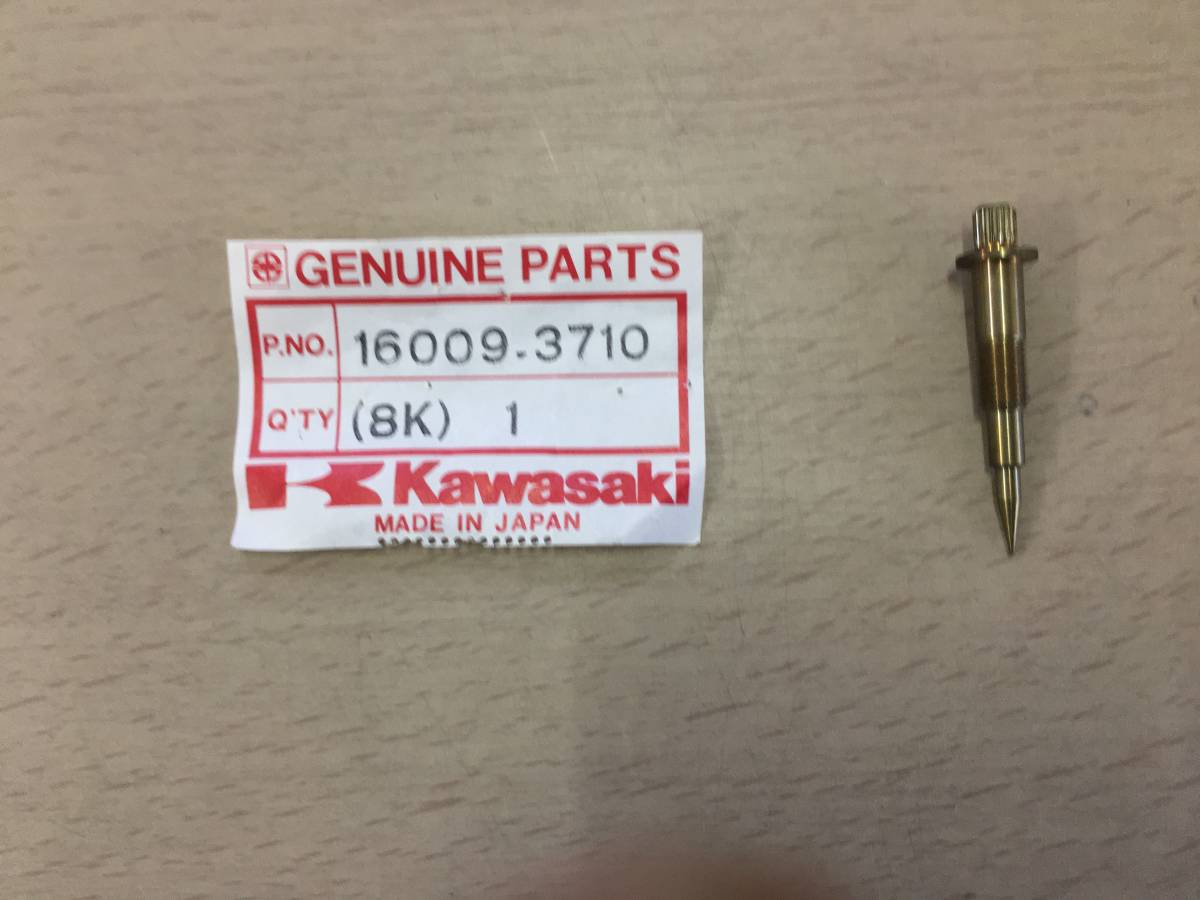 GENUINE PARTS
P.NO. 16009-3710
Q'TY (8K) 1
Kawasaki
MADE IN JAPAN